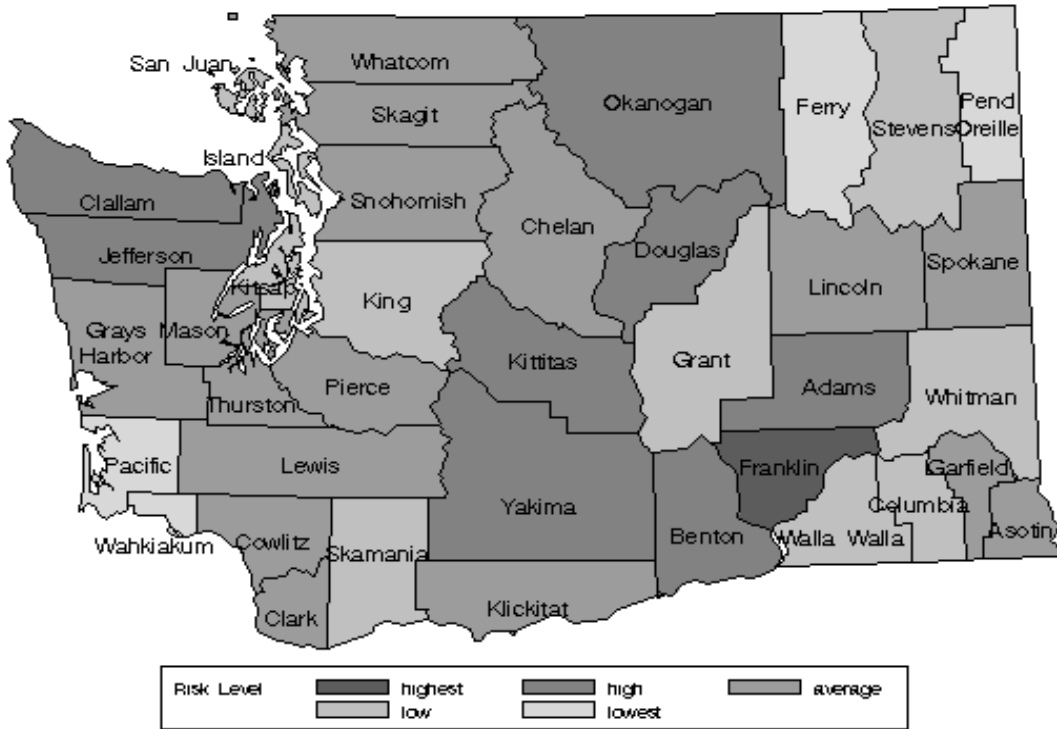 San Juan
Whatcom
Okanogan
Ferry
Pend
Oreille
Stevens
Skagit
Island
Clallam
Snohomish
Chelan
Douglas
Jefferson
Kitsap
King
Lincoln
Spokane
Grays
Harbor
Mason
Kittitas
Grant
Adams
Whitman
Thurston
Pierce
Pacific
Lewis
Yakima
Franklin
Garfield
Columbia
Asotin
Wahkiakum
Cowlitz
Skamania
Benton
Walla Walla
Clark
Klickitat
Risk Level highest high average
low lowest